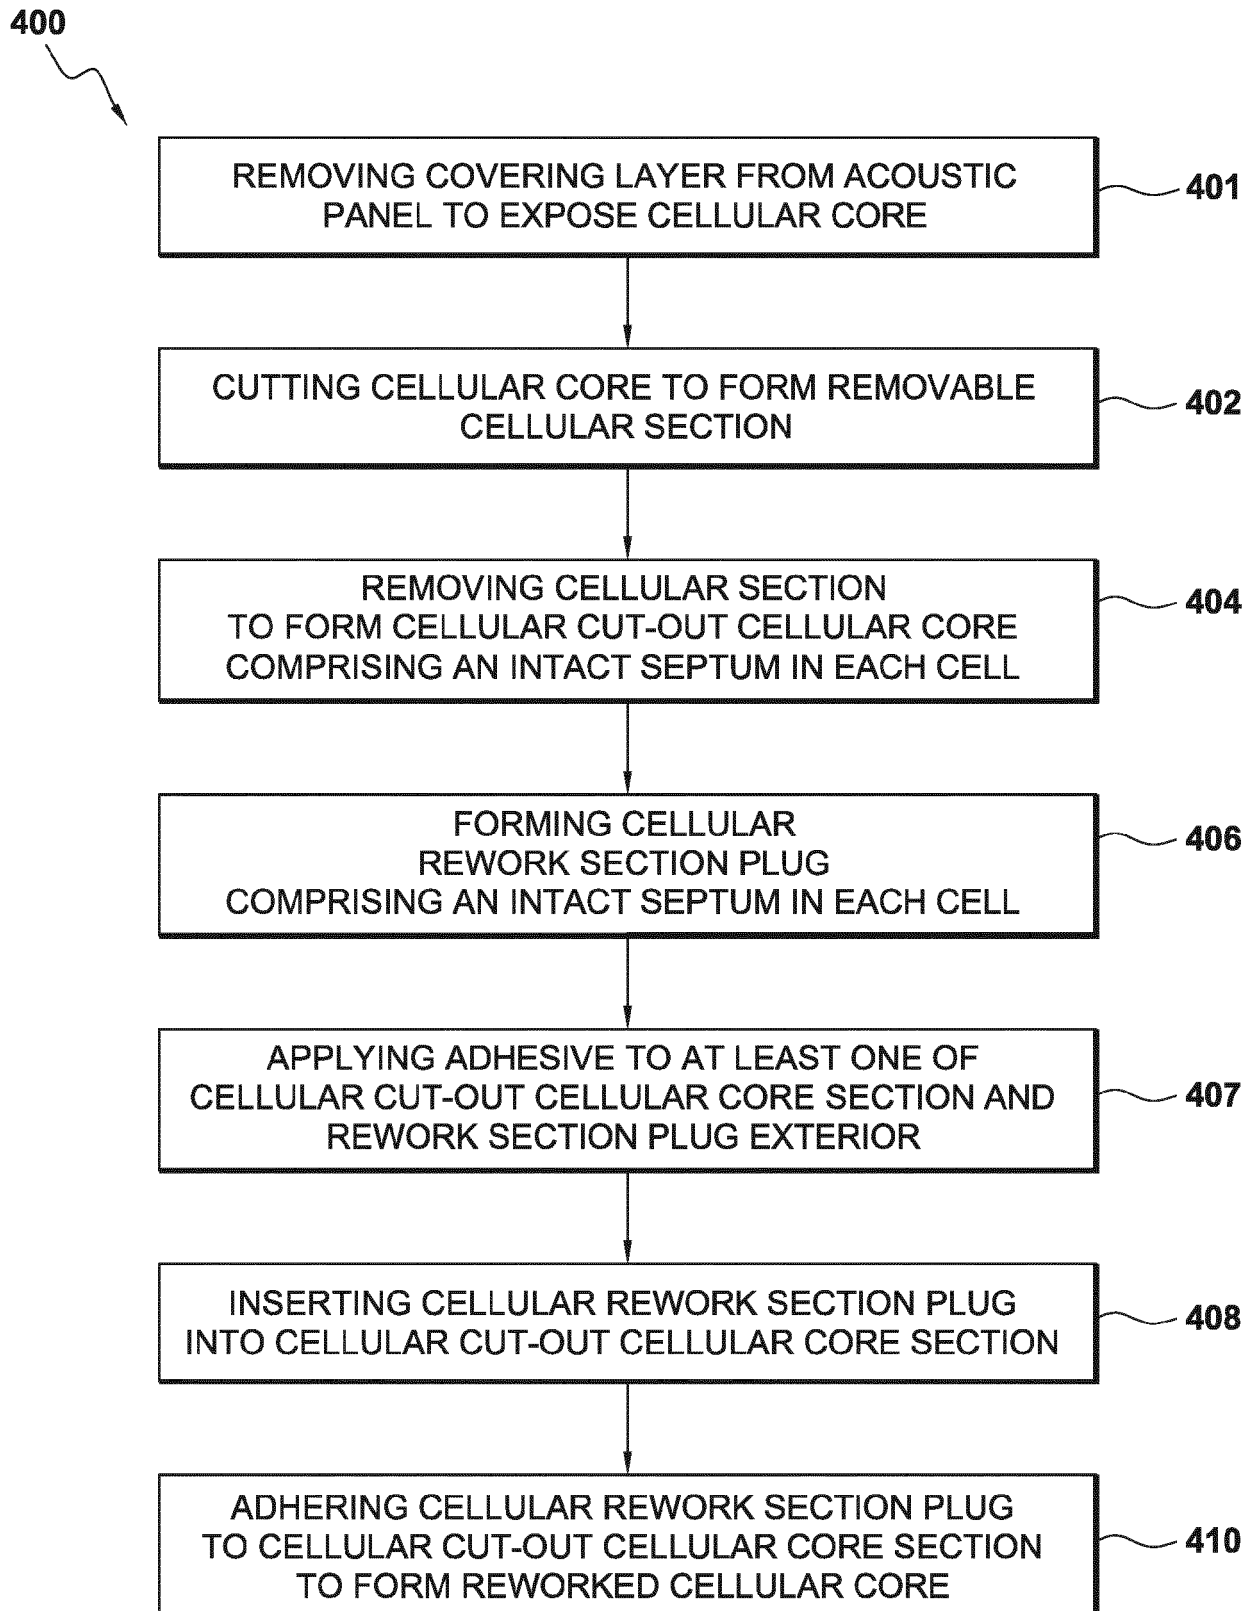 400
REMOVING COVERING LAYER FROM ACOUSTIC
PANEL TO EXPOSE CELLULAR CORE
401
CUTTING CELLULAR CORE TO FORM REMOVABLE
CELLULAR SECTION
402
REMOVING CELLULAR SECTION
TO FORM CELLULAR CUT-OUT CELLULAR CORE
COMPRISING AN INTACT SEPTUM IN EACH CELL
404
FORMING CELLULAR
REWORK SECTION PLUG
COMPRISING AN INTACT SEPTUM IN EACH CELL
406
APPLYING ADHESIVE TO AT LEAST ONE OF
CELLULAR CUT-OUT CELLULAR CORE SECTION AND
REWORK SECTION PLUG EXTERIOR
407
INSERTING CELLULAR REWORK SECTION PLUG
INTO CELLULAR CUT-OUT CELLULAR CORE SECTION
408
ADHERING CELLULAR REWORK SECTION PLUG
TO CELLULAR CUT-OUT CELLULAR CORE SECTION
TO FORM REWORKED CELLULAR CORE
410